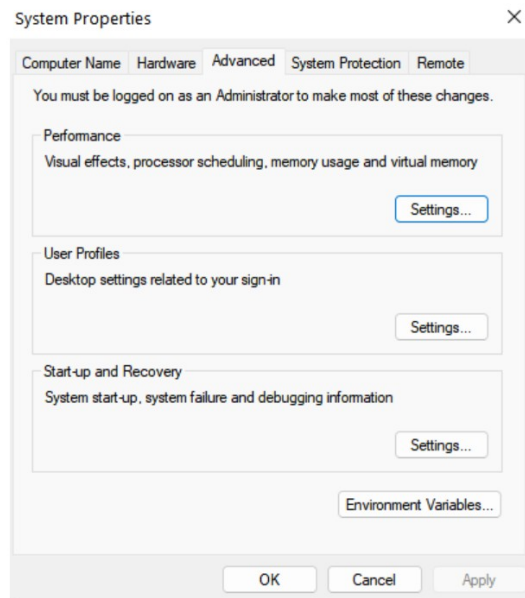 System Properties
Computer Name Hardware Advanced System Protection Remote
You must be logged on as an Administrator to make most of these changes.
Performance
Visual effects, processor scheduling, memory usage and virtual memory
Settings...
User Profiles
Desktop settings related to your sign-in
Settings...
Start-up and Recovery
System start-up, system failure and debugging information
Settings...
Environment Variables...
OK Cancel Apply